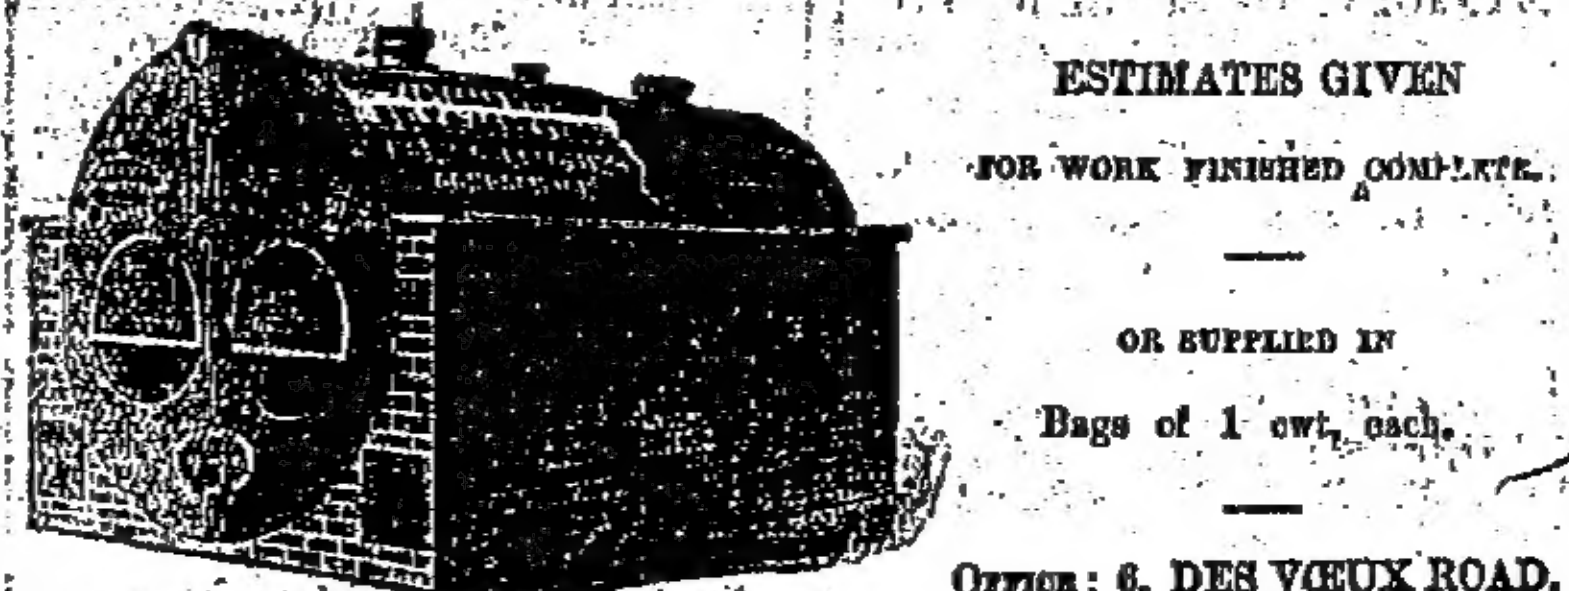 ESTIMATES GIVEN
FOR WORK FINISHED COMPLETE.
OR SUPPLIED IN
Bags of 1 cwt, each.
OFFICE: 6, DES VŒUX ROAD.